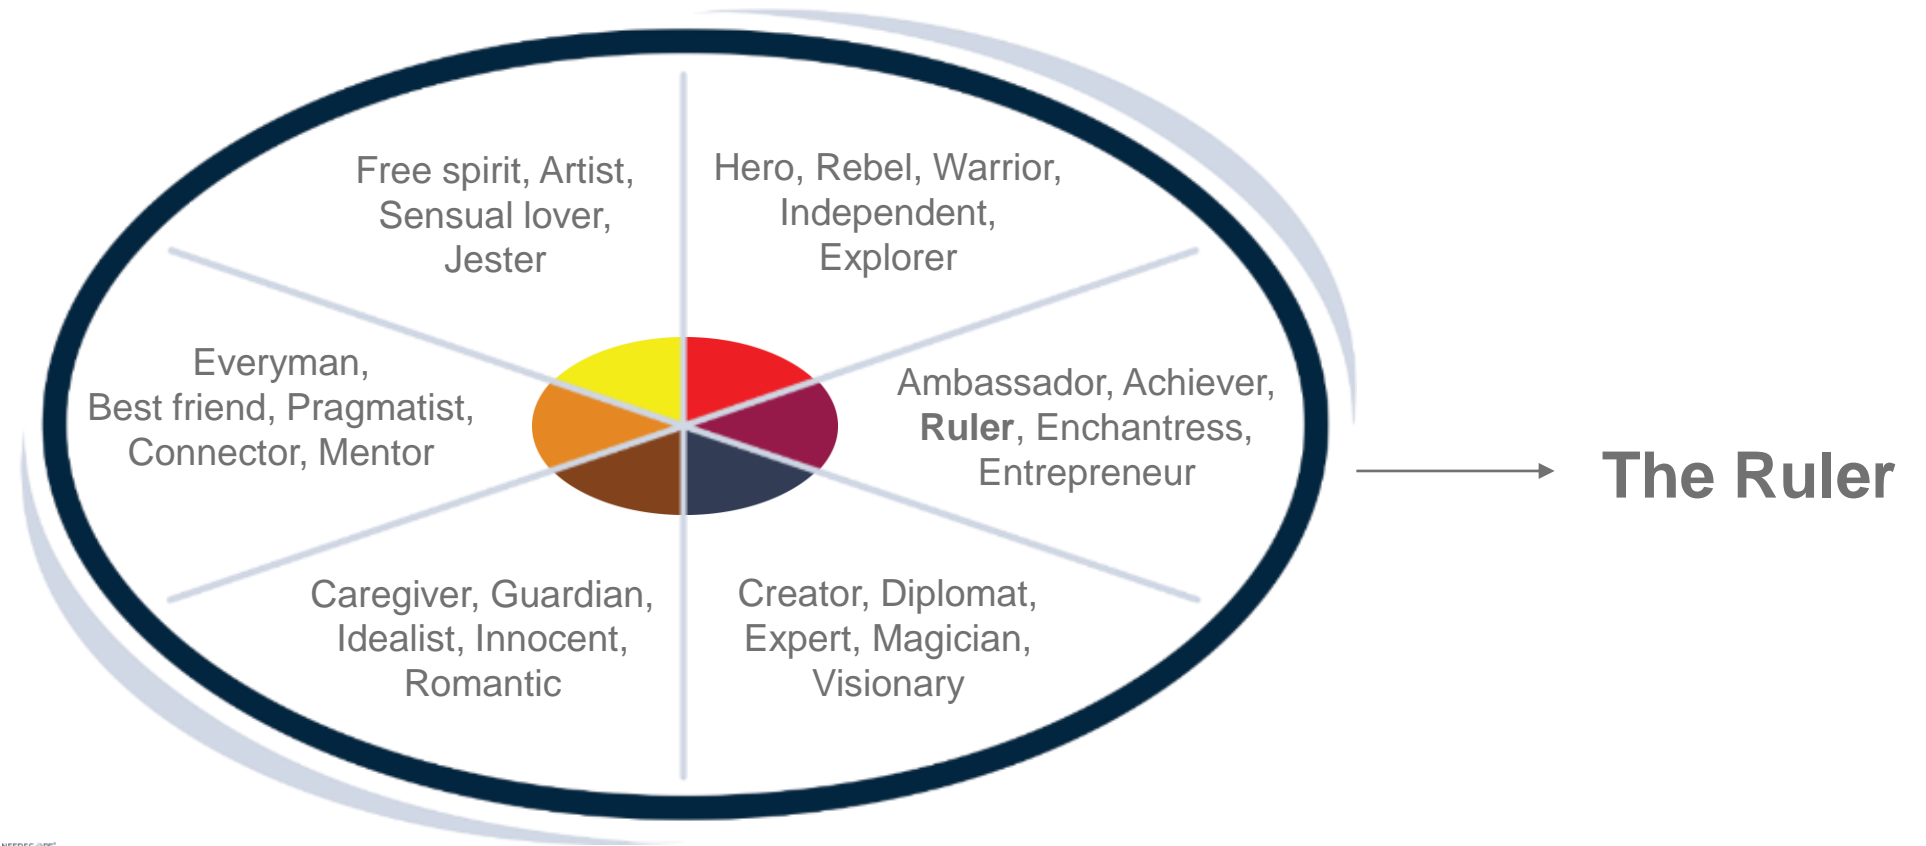 Free spirit, Artist,
Sensual lover,
Jester
Hero, Rebel, Warrior,
Independent,
Explorer
Everyman,
Best friend, Pragmatist,
Connector, Mentor
Ambassador, Achiever,
Ruler, Enchantress,
Entrepreneur
The Ruler
Caregiver, Guardian,
Idealist, Innocent,
Romantic
Creator, Diplomat,
Expert, Magician,
Visionary